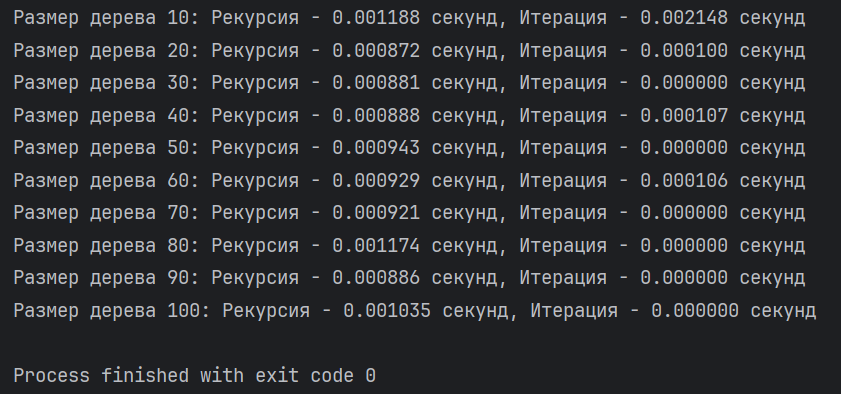 Размер дерева 10: Рекурсия - 0.001188 секунд, Итерация - 0.002148 секунд
Размер дерева 20: Рекурсия - 0.000872 секунд, Итерация - 0.000100 секунд
Размер дерева 30: Рекурсия - 0.000881 секунд, Итерация - 0.000000 секунд
Размер дерева 40: Рекурсия - 0.000888 секунд, Итерация - 0.000107 секунд
Размер дерева 50: Рекурсия - 0.000943 секунд, Итерация - 0.000000 секунд
Размер дерева 60: Рекурсия - 0.000929 секунд, Итерация - 0.000106 секунд
Размер дерева 70: Рекурсия - 0.000921 секунд, Итерация - 0.000000 секунд
Размер дерева 80: Рекурсия - 0.001174 секунд, Итерация - 0.000000 секунд
Размер дерева 90: Рекурсия - 0.000886 секунд, Итерация - 0.000000 секунд
Размер дерева 100: Рекурсия - 0.001035 секунд, Итерация - 0.000000 секунд
Process finished with exit code 0